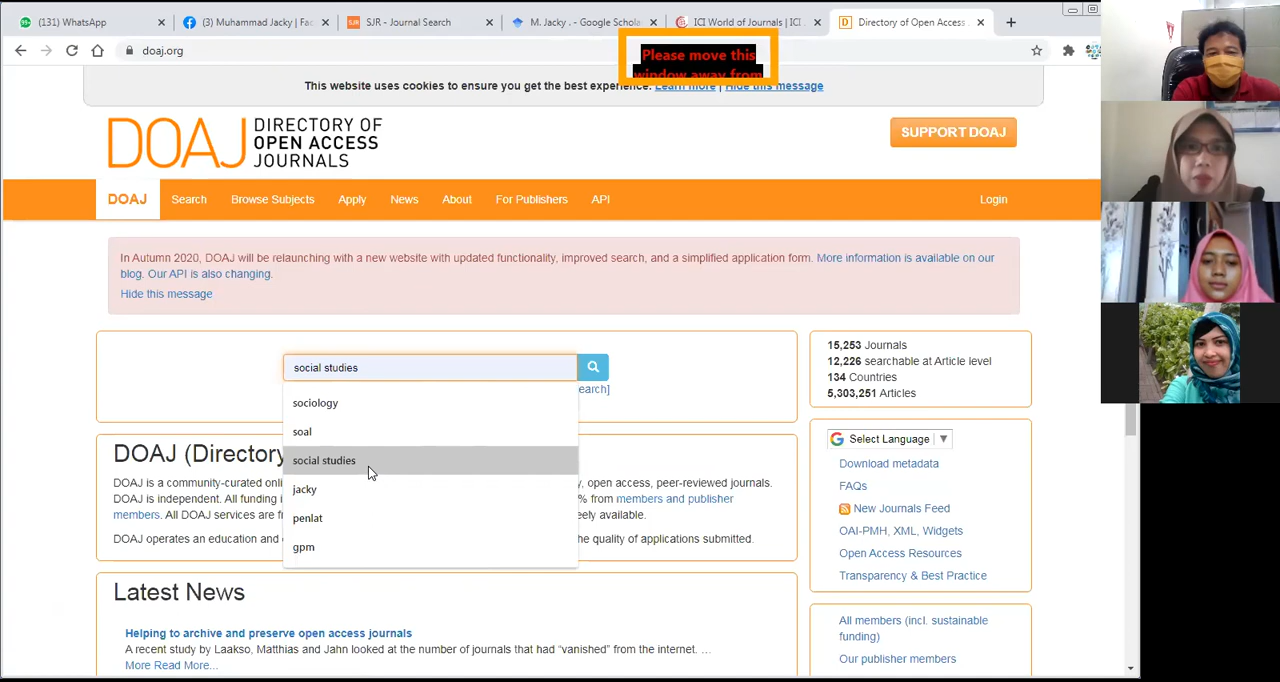 (131) WhatsApp
(3) Muhammad Jacky | Fac
SJR - Journal Search
M. Jacky . - Google Schola
ICI World of Journals | ICI
Directory of Open Access
doaj.org
Please move this
window away from
This website uses cookies to ensure you get the best experience. Learn more | Hide this message
DOAJ DIRECTORY OF
OPEN ACCESS
JOURNALS
SUPPORT DOAJ
DOAJ Search Browse Subjects Apply News About For Publishers API Login
In Autumn 2020, DOAJ will be relaunching with a new website with updated functionality, improved search, and a simplified application form. More information is available on our
blog. Our API is also changing.
Hide this message
social studies
earch]
sociology
soal
social studies
jacky
penlat
gpm
DOAJ (Directory
DOAJ is a community-curated onli , open access, peer-reviewed journals.
DOAJ is independent. All funding i % from members and publisher
members. All DOAJ services are f eely available.
DOAJ operates an education and he quality of applications submitted.
Latest News
Helping to archive and preserve open access journals
A recent study by Laakso, Matthias and Jahn looked at the number of journals that had “vanished” from the internet. …
More Read More...
15,253 Journals
12,226 searchable at Article level
134 Countries
5,303,251 Articles
Select Language
Download metadata
FAQs
New Journals Feed
OAI-PMH, XML, Widgets
Open Access Resources
Transparency & Best Practice
All members (incl. sustainable
funding)
Our publisher members